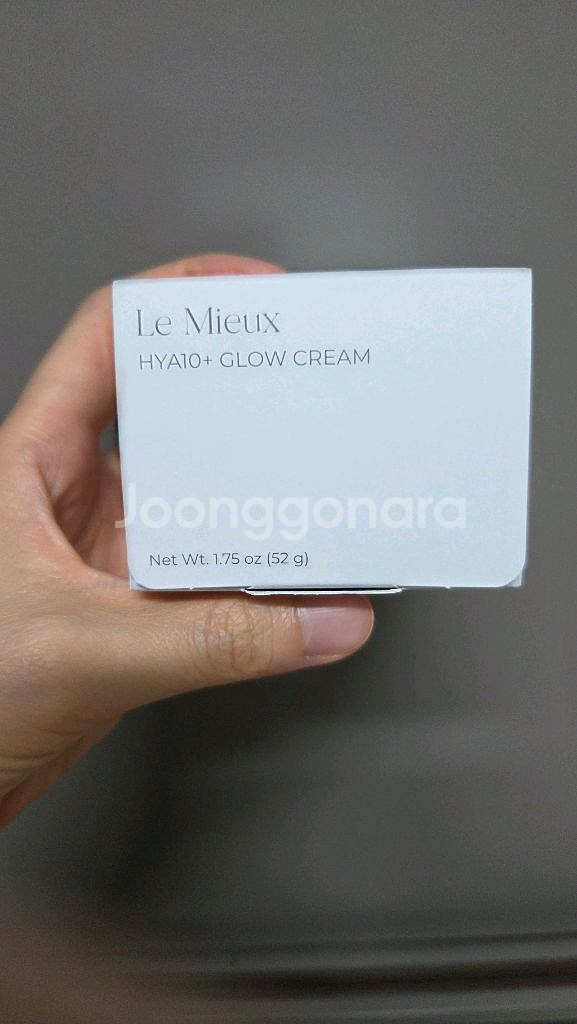 Le Mieux
HYA10+ GLOW CREAM
Joonggonara
Net Wt. 1.75 oz (52 g)